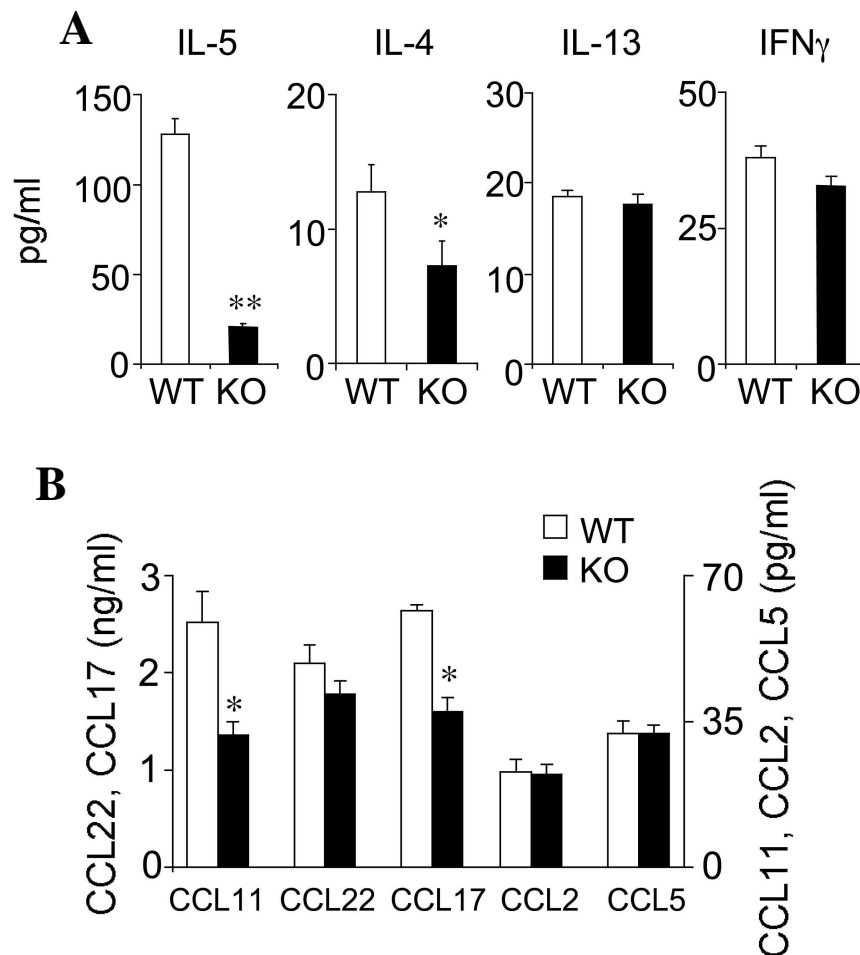 A
IL-5 IL-4 IL-13 IFNγ
pg/ml
150
100
50
0
20
10
0
30
20
10
0
50
25
0
**
*
WT KO WT KO WT KO WT KO
B
CCL22, CCL17 (ng/ml)
CCL11, CCL2, CCL5 (pg/ml)
WT
KO
3
2
1
0
70
35
0
*
*
CCL11 CCL22 CCL17 CCL2 CCL5